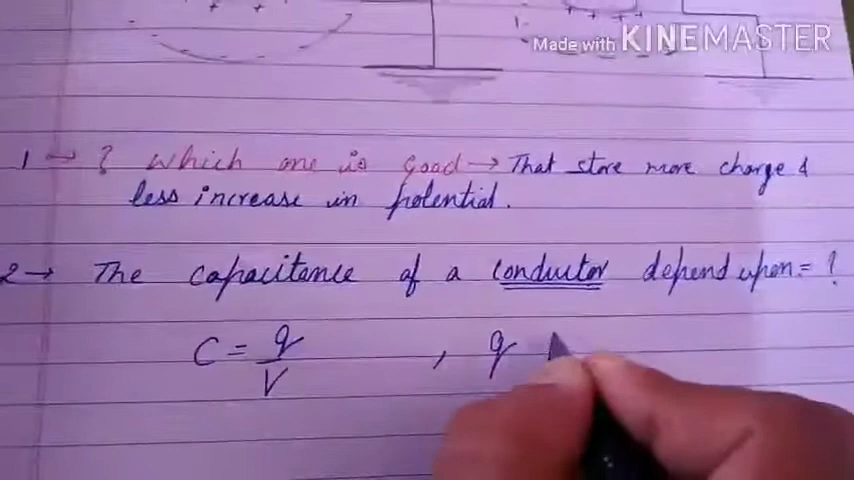 Made with KINEMASTER
1 → ? which one is good → That store more charge &
less increase in potential.
2 → The capacitance of a conductor depend upon = ?
C = q/V , q